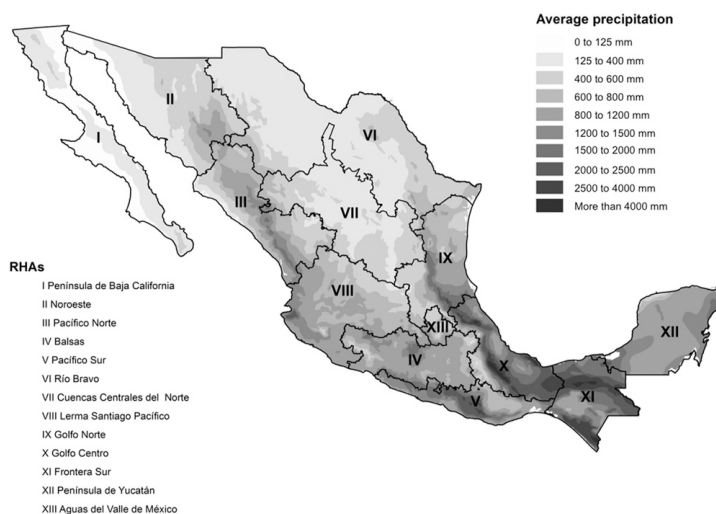 Average precipitation
0 to 125 mm
125 to 400 mm
400 to 600 mm
600 to 800 mm
800 to 1200 mm
1200 to 1500 mm
1500 to 2000 mm
2000 to 2500 mm
2500 to 4000 mm
More than 4000 mm
I
II
III
VI
VII
VIII
IX
XIII
IV
V
X
XI
XII
RHAs
I Península de Baja California
II Noroeste
III Pacífico Norte
IV Balsas
V Pacífico Sur
VI Río Bravo
VII Cuencas Centrales del Norte
VIII Lerma Santiago Pacífico
IX Golfo Norte
X Golfo Centro
XI Frontera Sur
XII Península de Yucatán
XIII Aguas del Valle de México